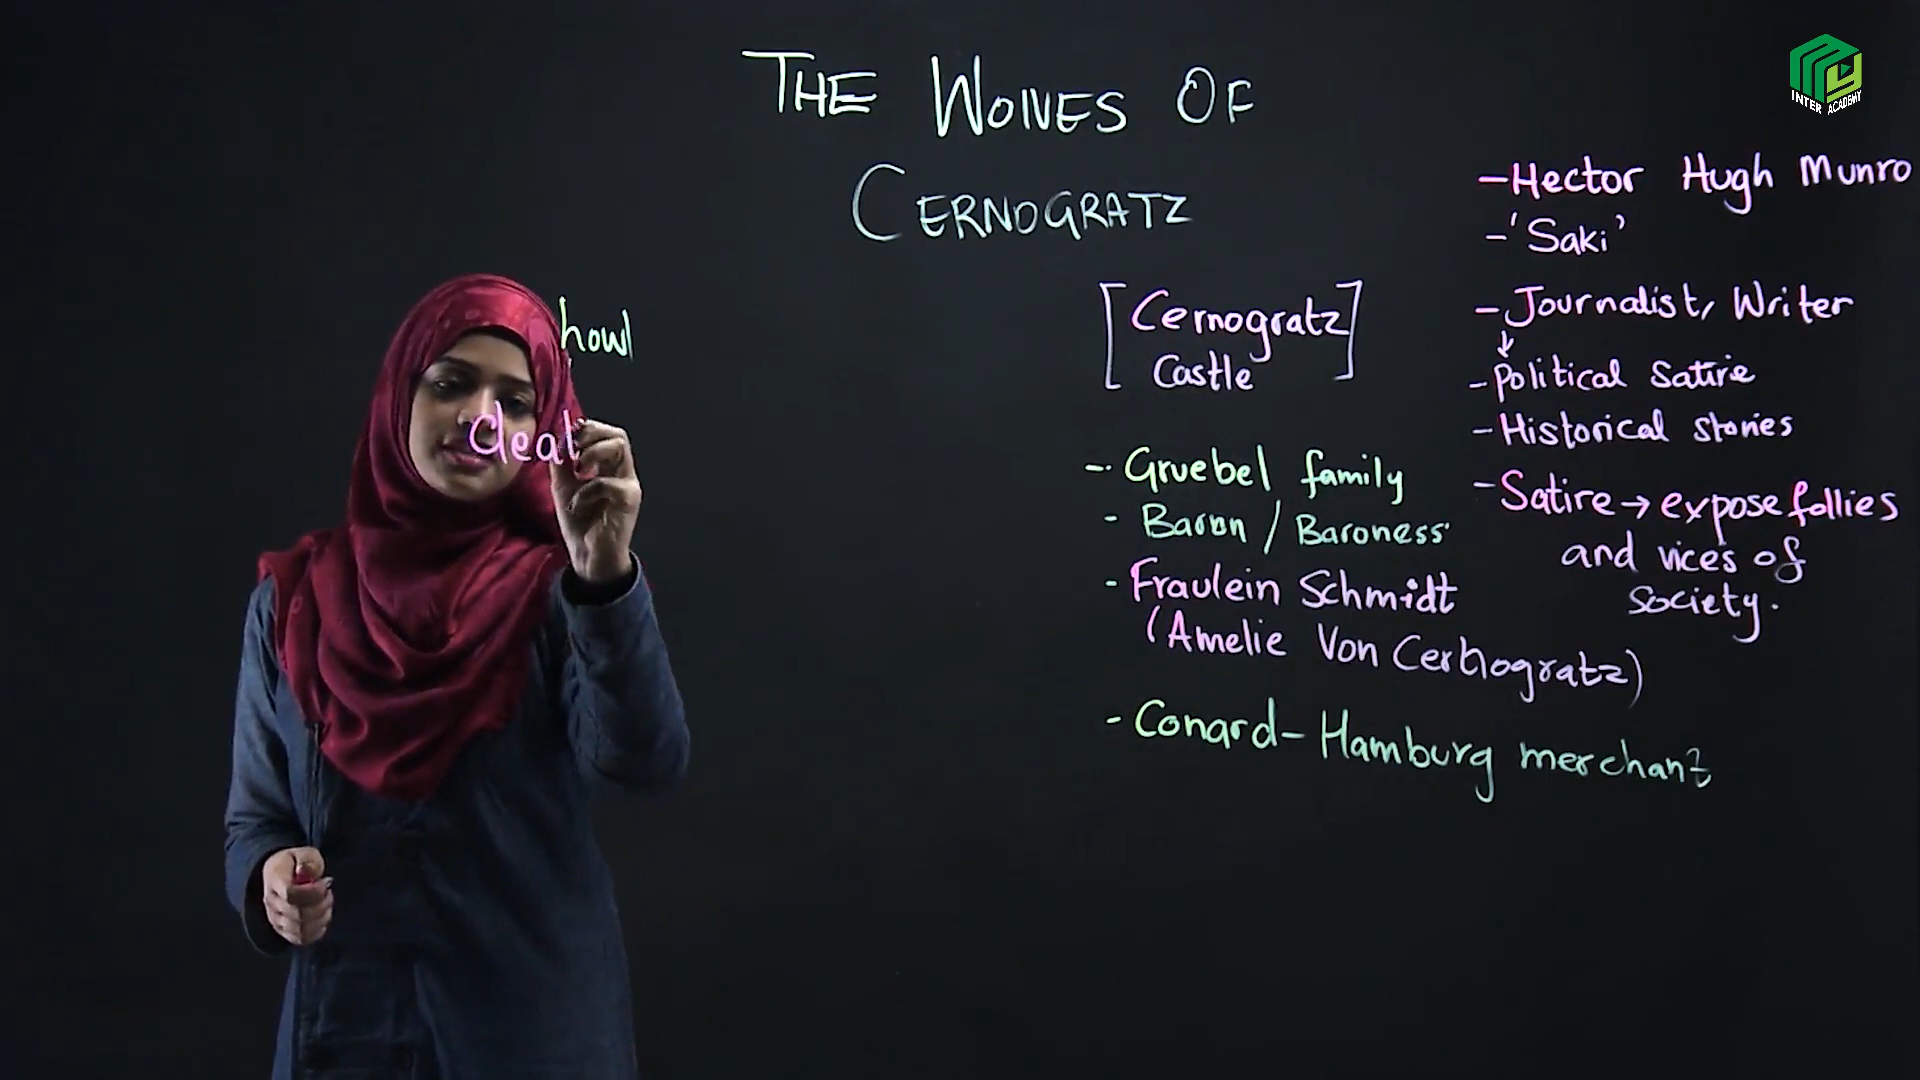 THE WOLVES OF
CERNOGRATZ
howl
deat
[Cernogratz
Castle]
-. Gruebel family
- Baron / Baroness
- Fraulein Schmidt
(Amelie Von Cernogratz)
- Conard - Hamburg merchant
- Hector Hugh Munro
- 'Saki'
- Journalist, Writer
↓
- Political Satire
- Historical stories
- Satire → expose follies
and vices of
society.
INTER ACADEMY